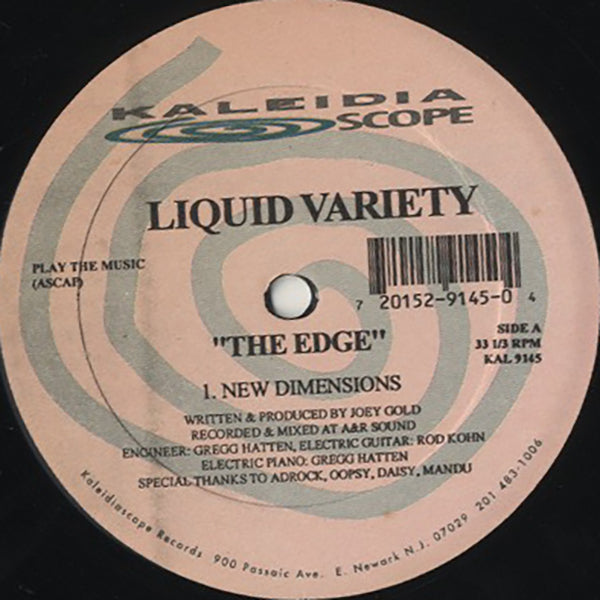 KALEIDIA
SCOPE
LIQUID VARIETY
PLAY THE MUSIC
(ASCAP)
7 20152-9145-0 4
"THE EDGE"
SIDE A
33 1/3 RPM
KAL 9145
1. NEW DIMENSIONS
WRITTEN & PRODUCED BY JOEY GOLD
RECORDED & MIXED AT A&R SOUND
ENGINEER: GREGG HATTEN, ELECTRIC GUITAR: ROD KOHN
ELECTRIC PIANO: GREGG HATTEN
SPECIAL THANKS TO ADROCK, OOPSY, DAISY, MANDU
Kaleidiascope Records 900 Passaic Ave. E. Newark N.J. 07029 201 483-1006